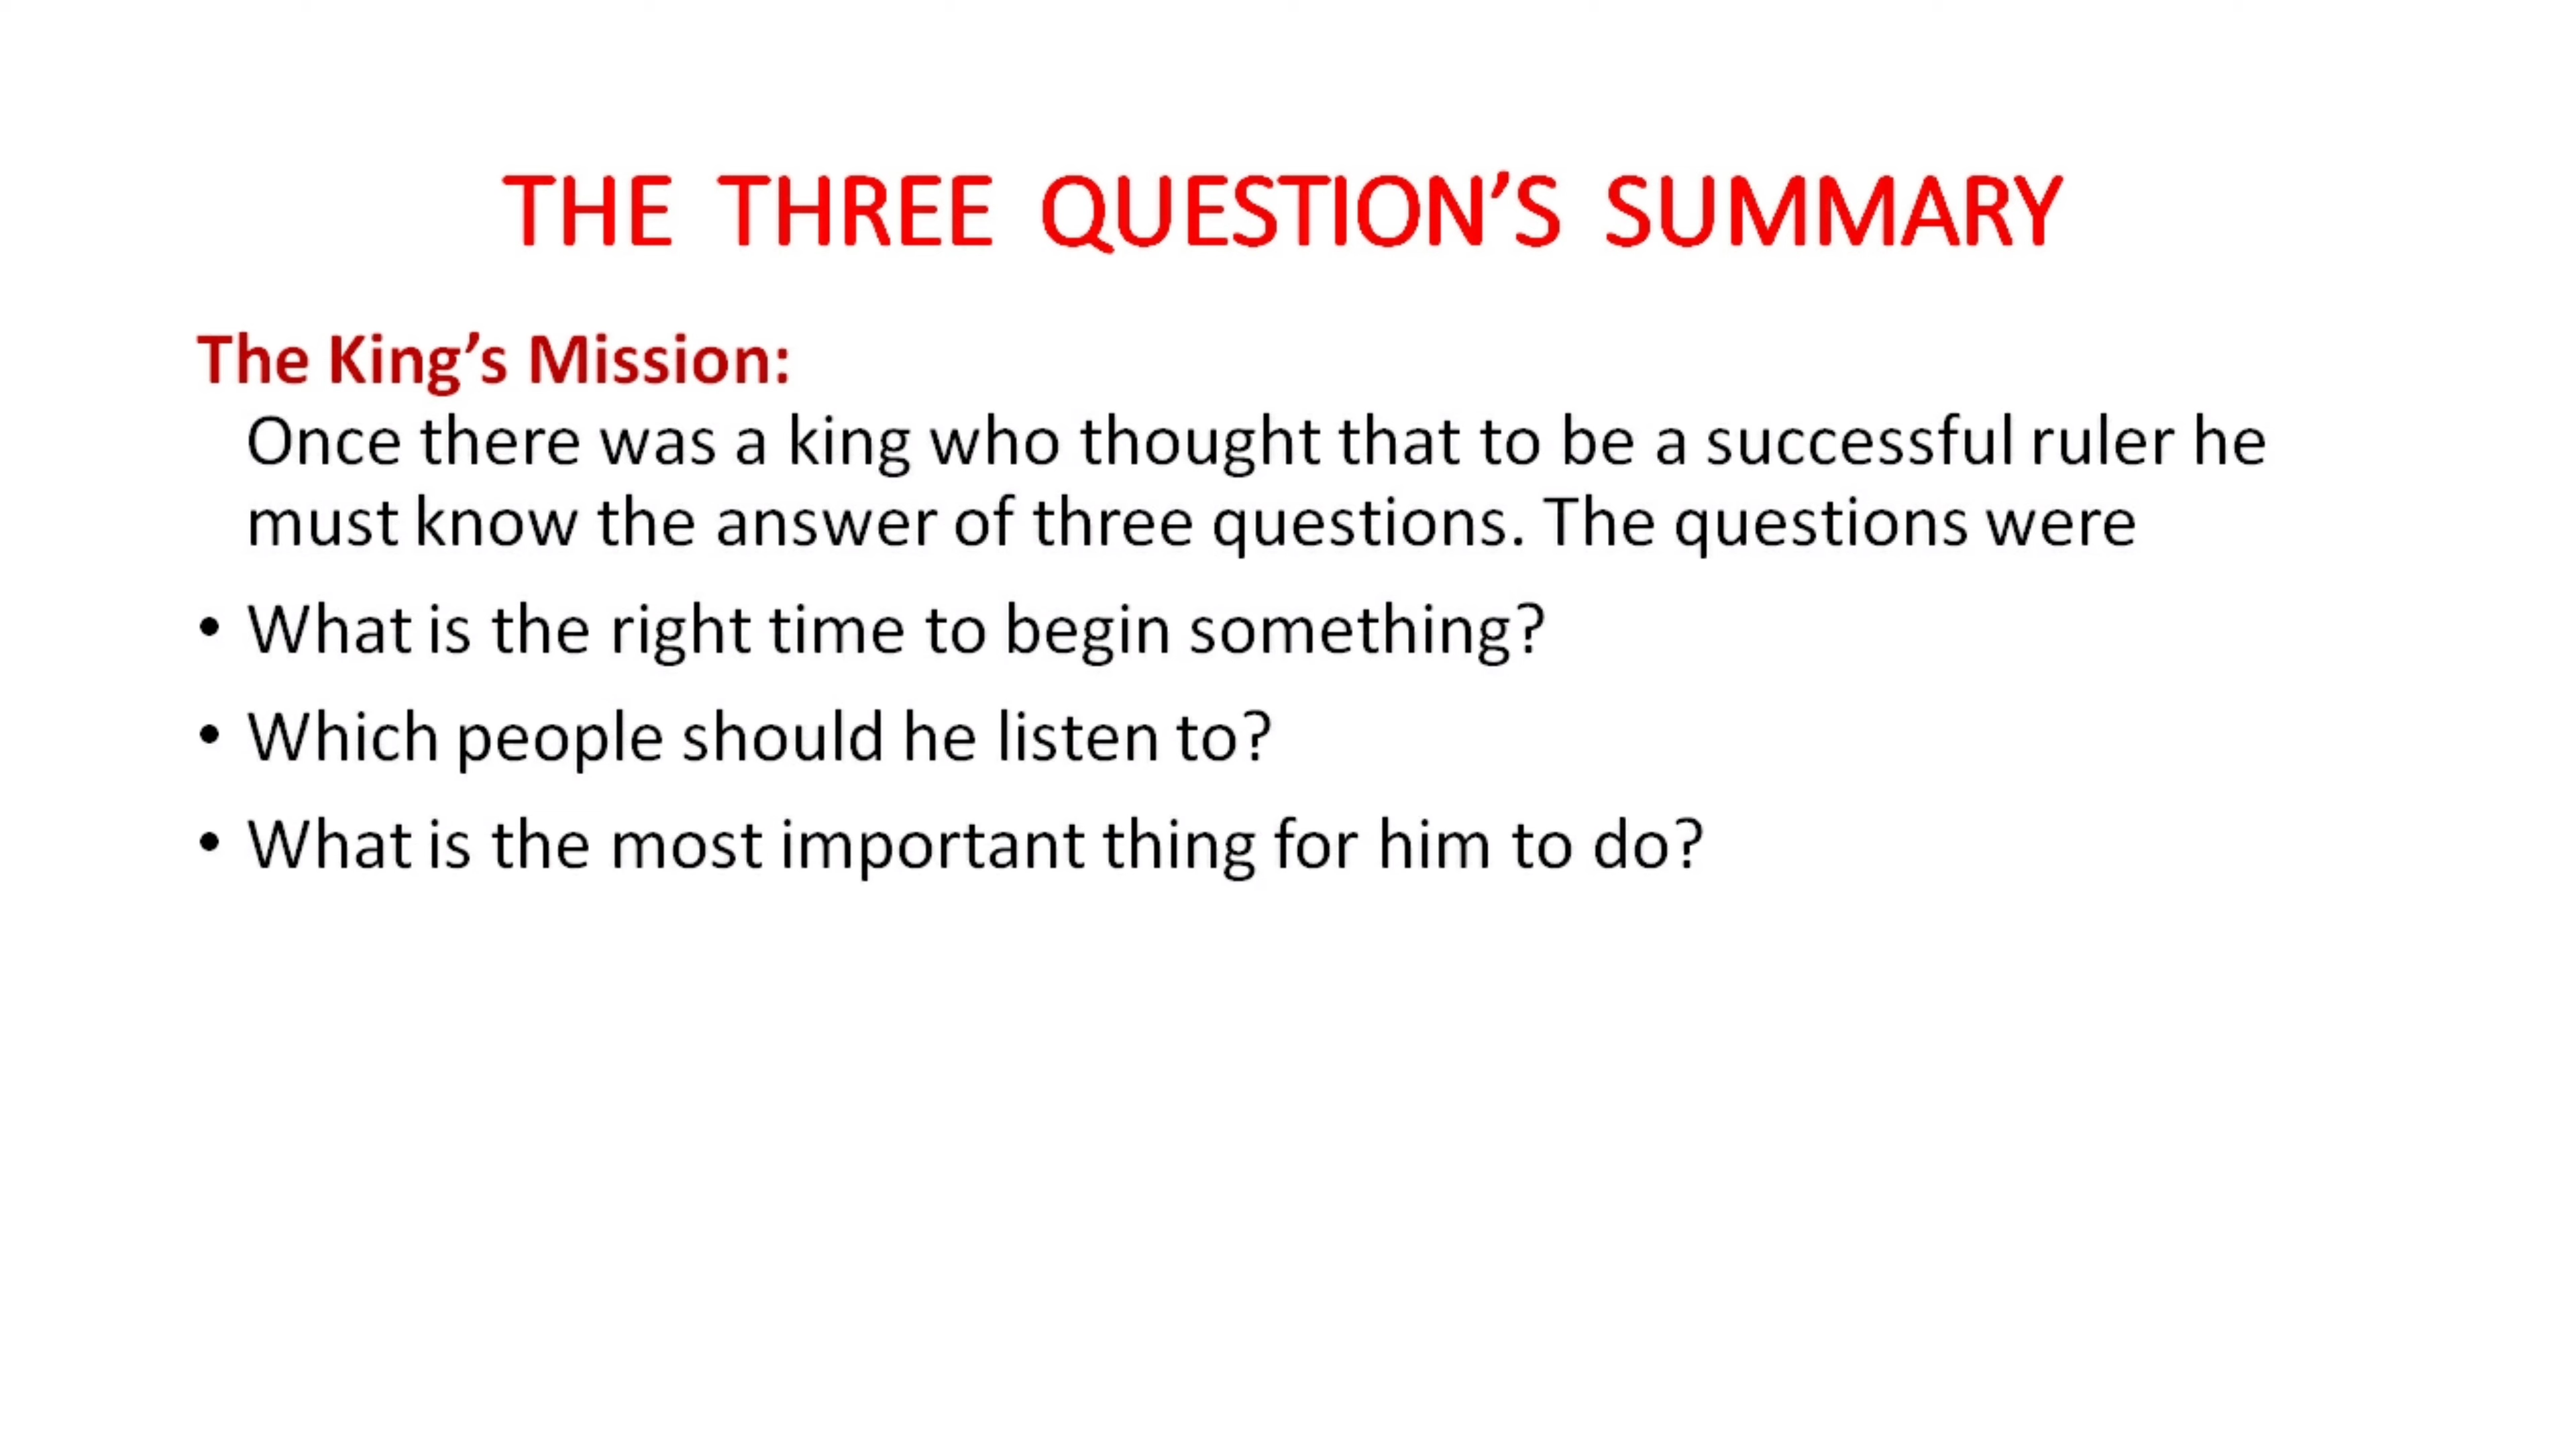 THE THREE QUESTION’S SUMMARY
The King’s Mission:
Once there was a king who thought that to be a successful ruler he
must know the answer of three questions. The questions were
• What is the right time to begin something?
• Which people should he listen to?
• What is the most important thing for him to do?